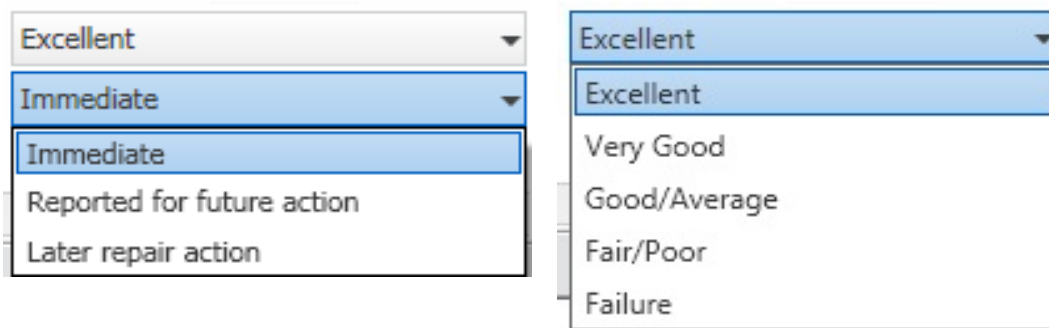 Excellent
Immediate
Immediate
Reported for future action
Later repair action
Excellent
Excellent
Very Good
Good/Average
Fair/Poor
Failure